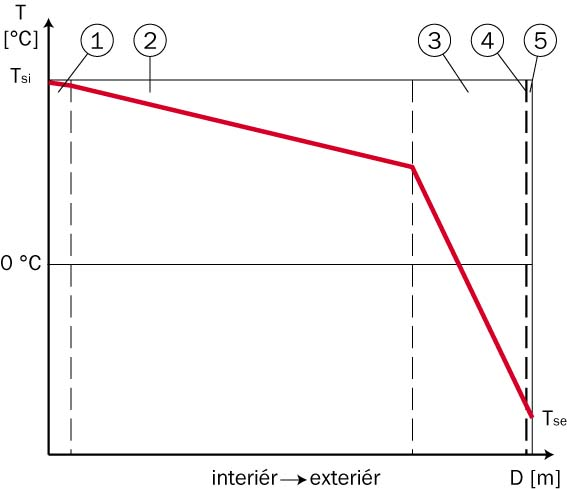 T
[°C]
1 2 3 4 5
Tsi
0 °C
Tse
interiér→exteriér D [m]